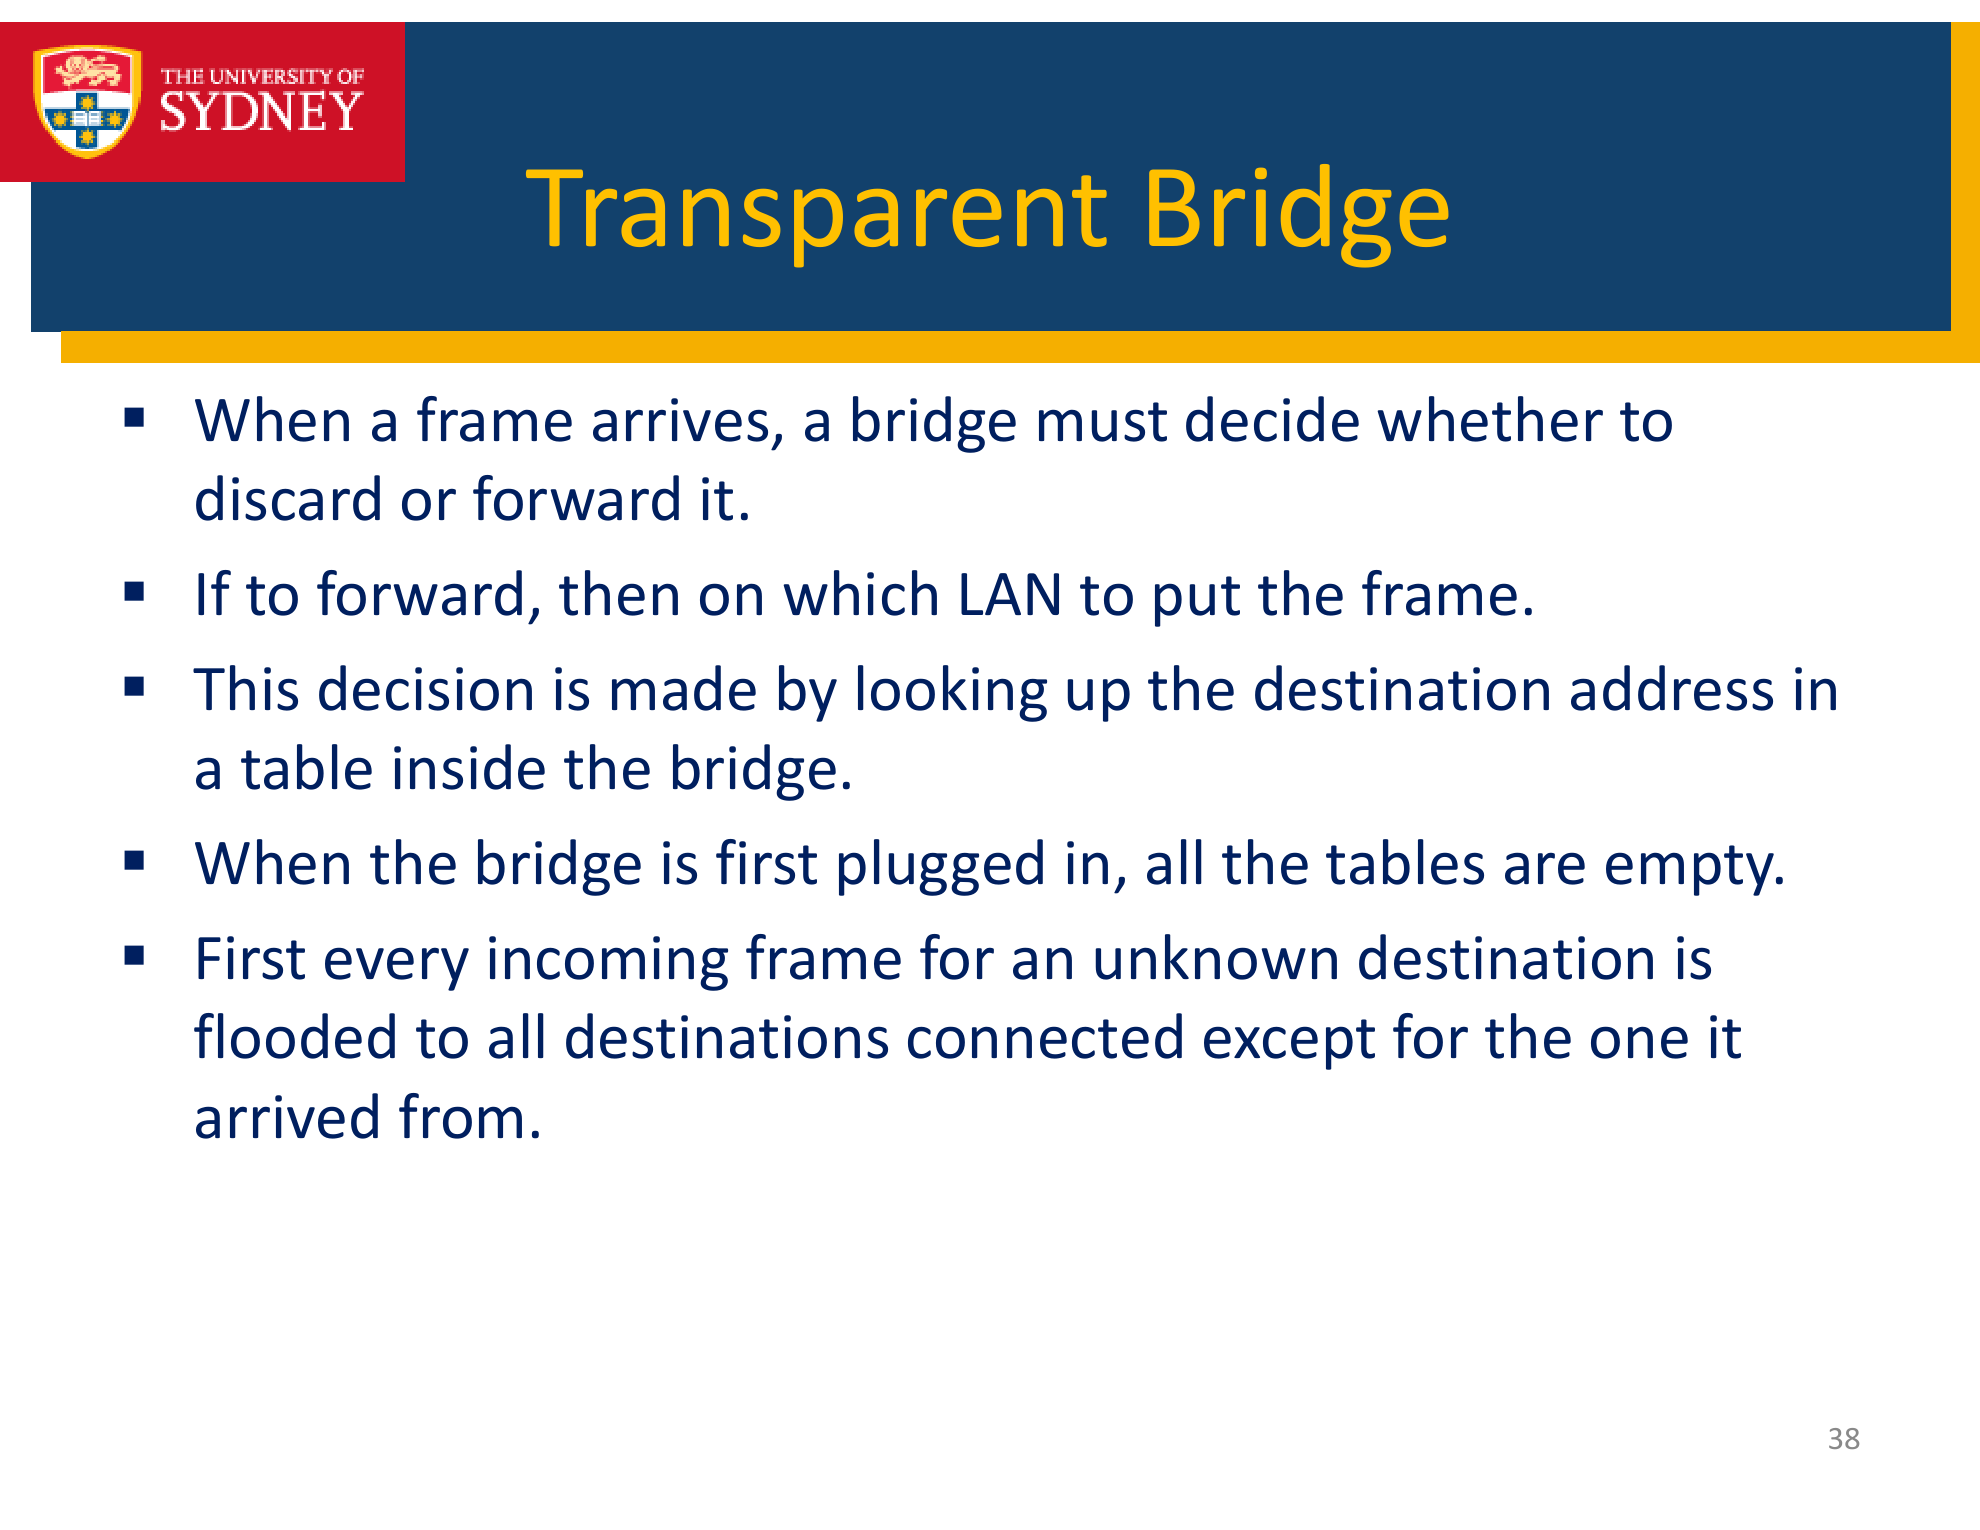 THE UNIVERSITY OF
SYDNEY
Transparent Bridge
▪ When a frame arrives, a bridge must decide whether to
discard or forward it.
▪ If to forward, then on which LAN to put the frame.
▪ This decision is made by looking up the destination address in
a table inside the bridge.
▪ When the bridge is first plugged in, all the tables are empty.
▪ First every incoming frame for an unknown destination is
flooded to all destinations connected except for the one it
arrived from.
38